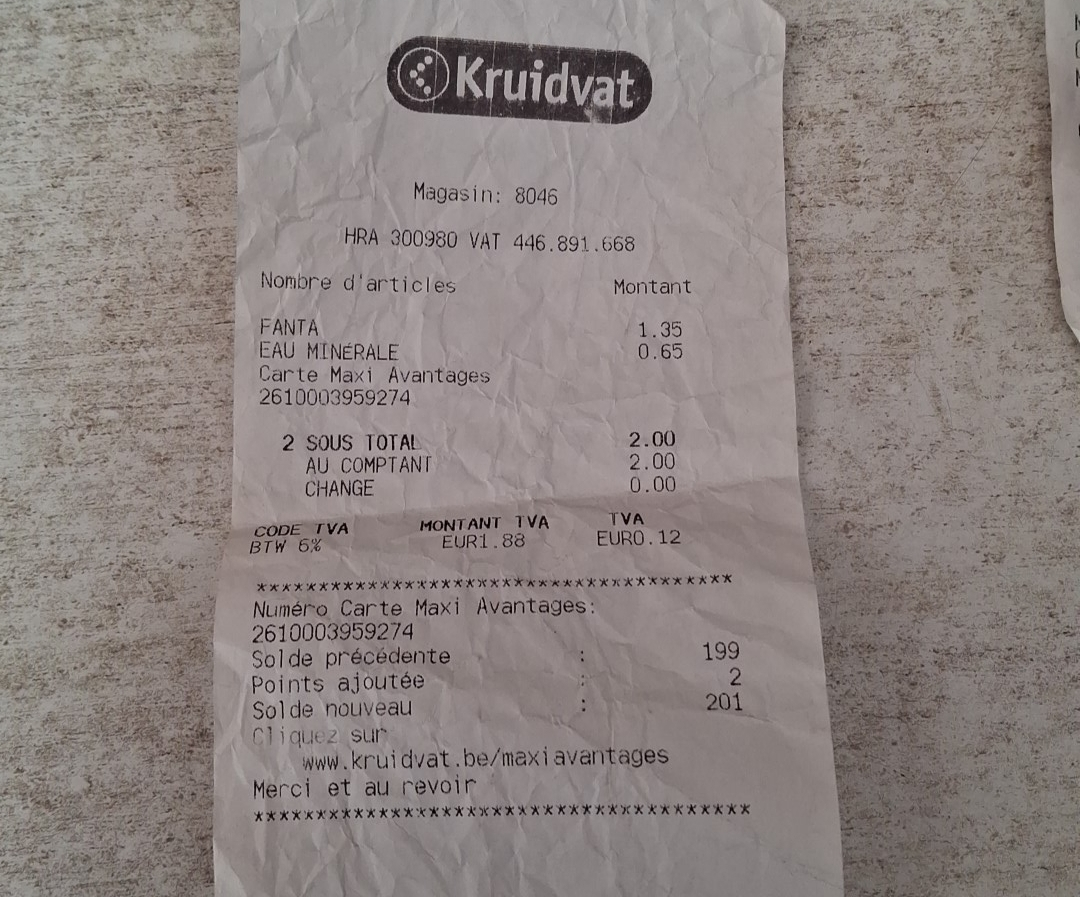 Kruidvat
Magasin: 8046
HRA 300980 VAT 446.891.668
Nombre d'articles Montant
FANTA 1.35
EAU MINÉRALE 0.65
Carte Maxi Avantages
2610003959274
2 SOUS TOTAL 2.00
AU COMPTANT 2.00
CHANGE 0.00
CODE TVA MONTANT TVA TVA
BTW 6% EUR1.88 EUR0.12
****************************************
Numéro Carte Maxi Avantages:
2610003959274
Solde précédente : 199
Points ajoutée : 2
Solde nouveau : 201
Cliquez sur
www.kruidvat.be/maxiavantages
Merci et au revoir
****************************************